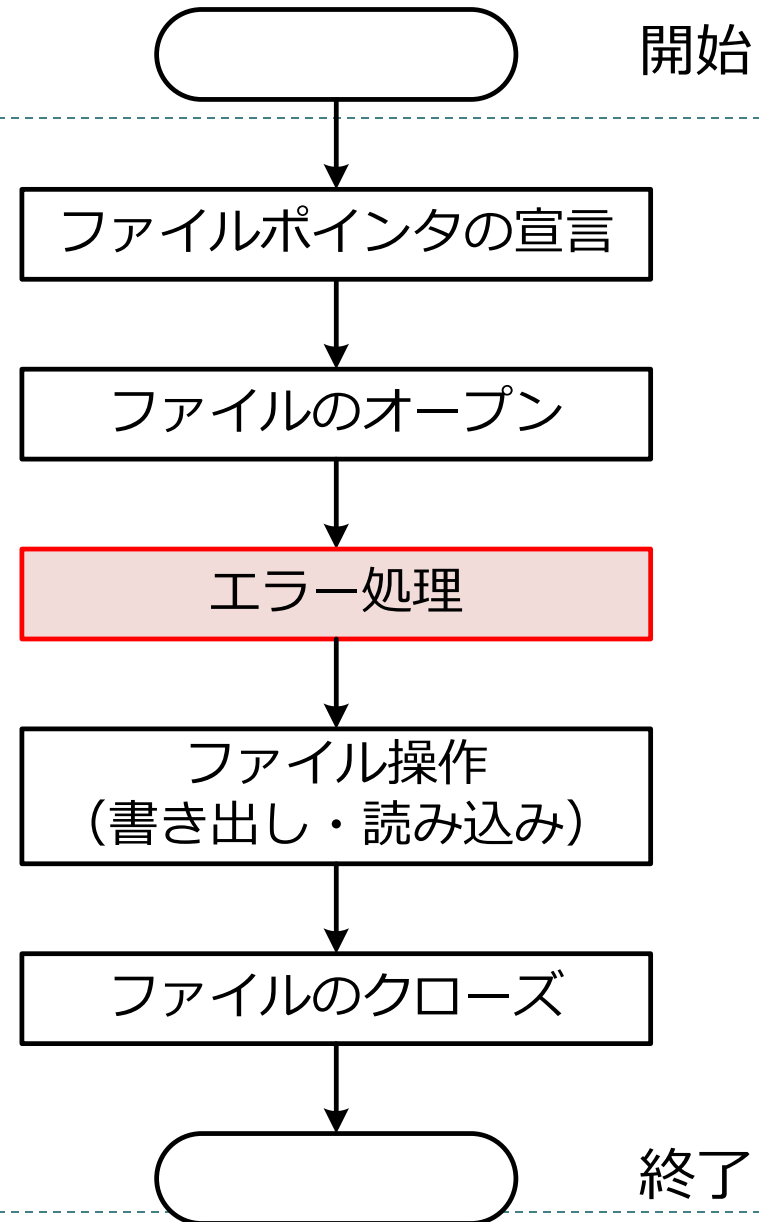 開始
ファイルポインタの宣言
ファイルのオープン
エラー処理
ファイル操作
（書き出し・読み込み）
ファイルのクローズ
終了